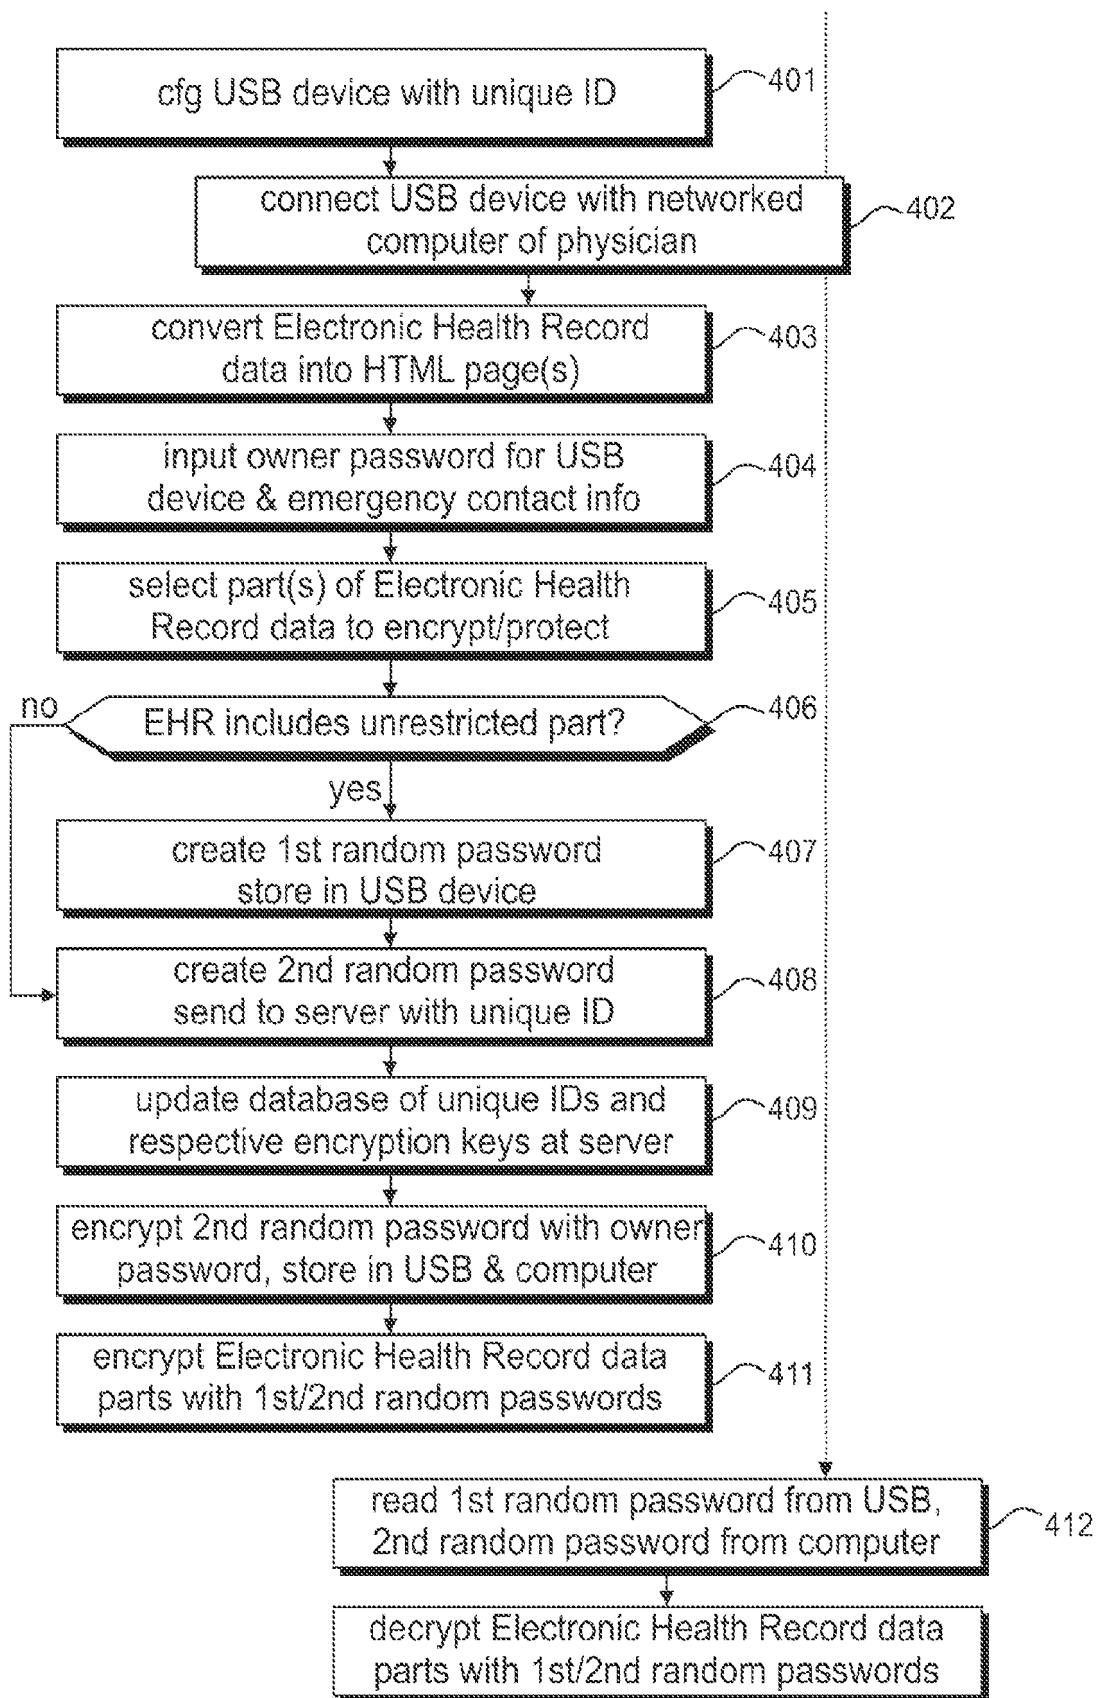 cfg USB device with unique ID
401
connect USB device with networked
computer of physician
402
convert Electronic Health Record
data into HTML page(s)
403
input owner password for USB
device & emergency contact info
404
select part(s) of Electronic Health
Record data to encrypt/protect
405
no
EHR includes unrestricted part?
406
yes
create 1st random password
store in USB device
407
create 2nd random password
send to server with unique ID
408
update database of unique IDs and
respective encryption keys at server
409
encrypt 2nd random password with owner
password, store in USB & computer
410
encrypt Electronic Health Record data
parts with 1st/2nd random passwords
411
read 1st random password from USB,
2nd random password from computer
412
decrypt Electronic Health Record data
parts with 1st/2nd random passwords